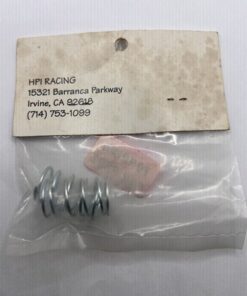 HPI RACING
15321 Barranca Parkway
Irvine, CA 92618
(714) 753-1099